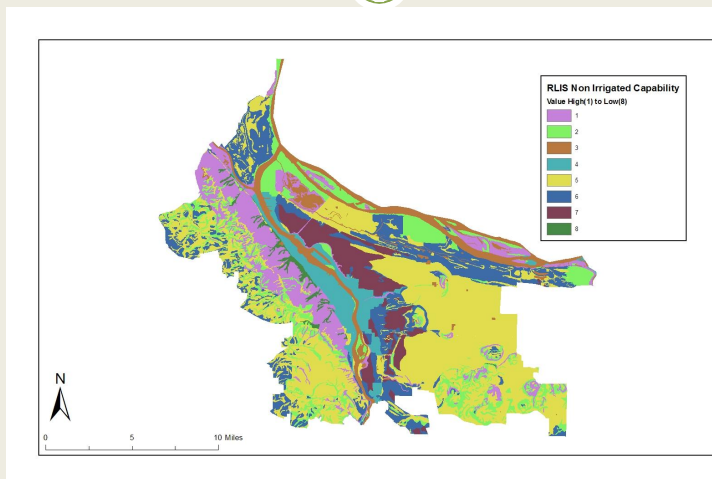 RLIS Non Irrigated Capability
Value High(1) to Low(8)
1
2
3
4
5
6
7
8
N
0 5 10 Miles